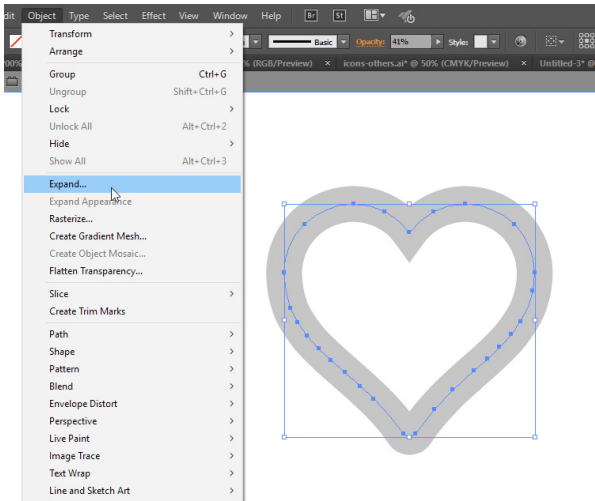 dit Object Type Select Effect View Window Help Br St
Basic Opacity: 41% Style:
00% % (RGB/Preview) × icons-others.ai* @ 50% (CMYK/Preview) × Untitled-3* @
Transform
Arrange
Group Ctrl+G
Ungroup Shift+Ctrl+G
Lock
Unlock All Alt+Ctrl+2
Hide
Show All Alt+Ctrl+3
Expand...
Expand Appearance
Rasterize...
Create Gradient Mesh...
Create Object Mosaic...
Flatten Transparency...
Slice
Create Trim Marks
Path
Shape
Pattern
Blend
Envelope Distort
Perspective
Live Paint
Image Trace
Text Wrap
Line and Sketch Art